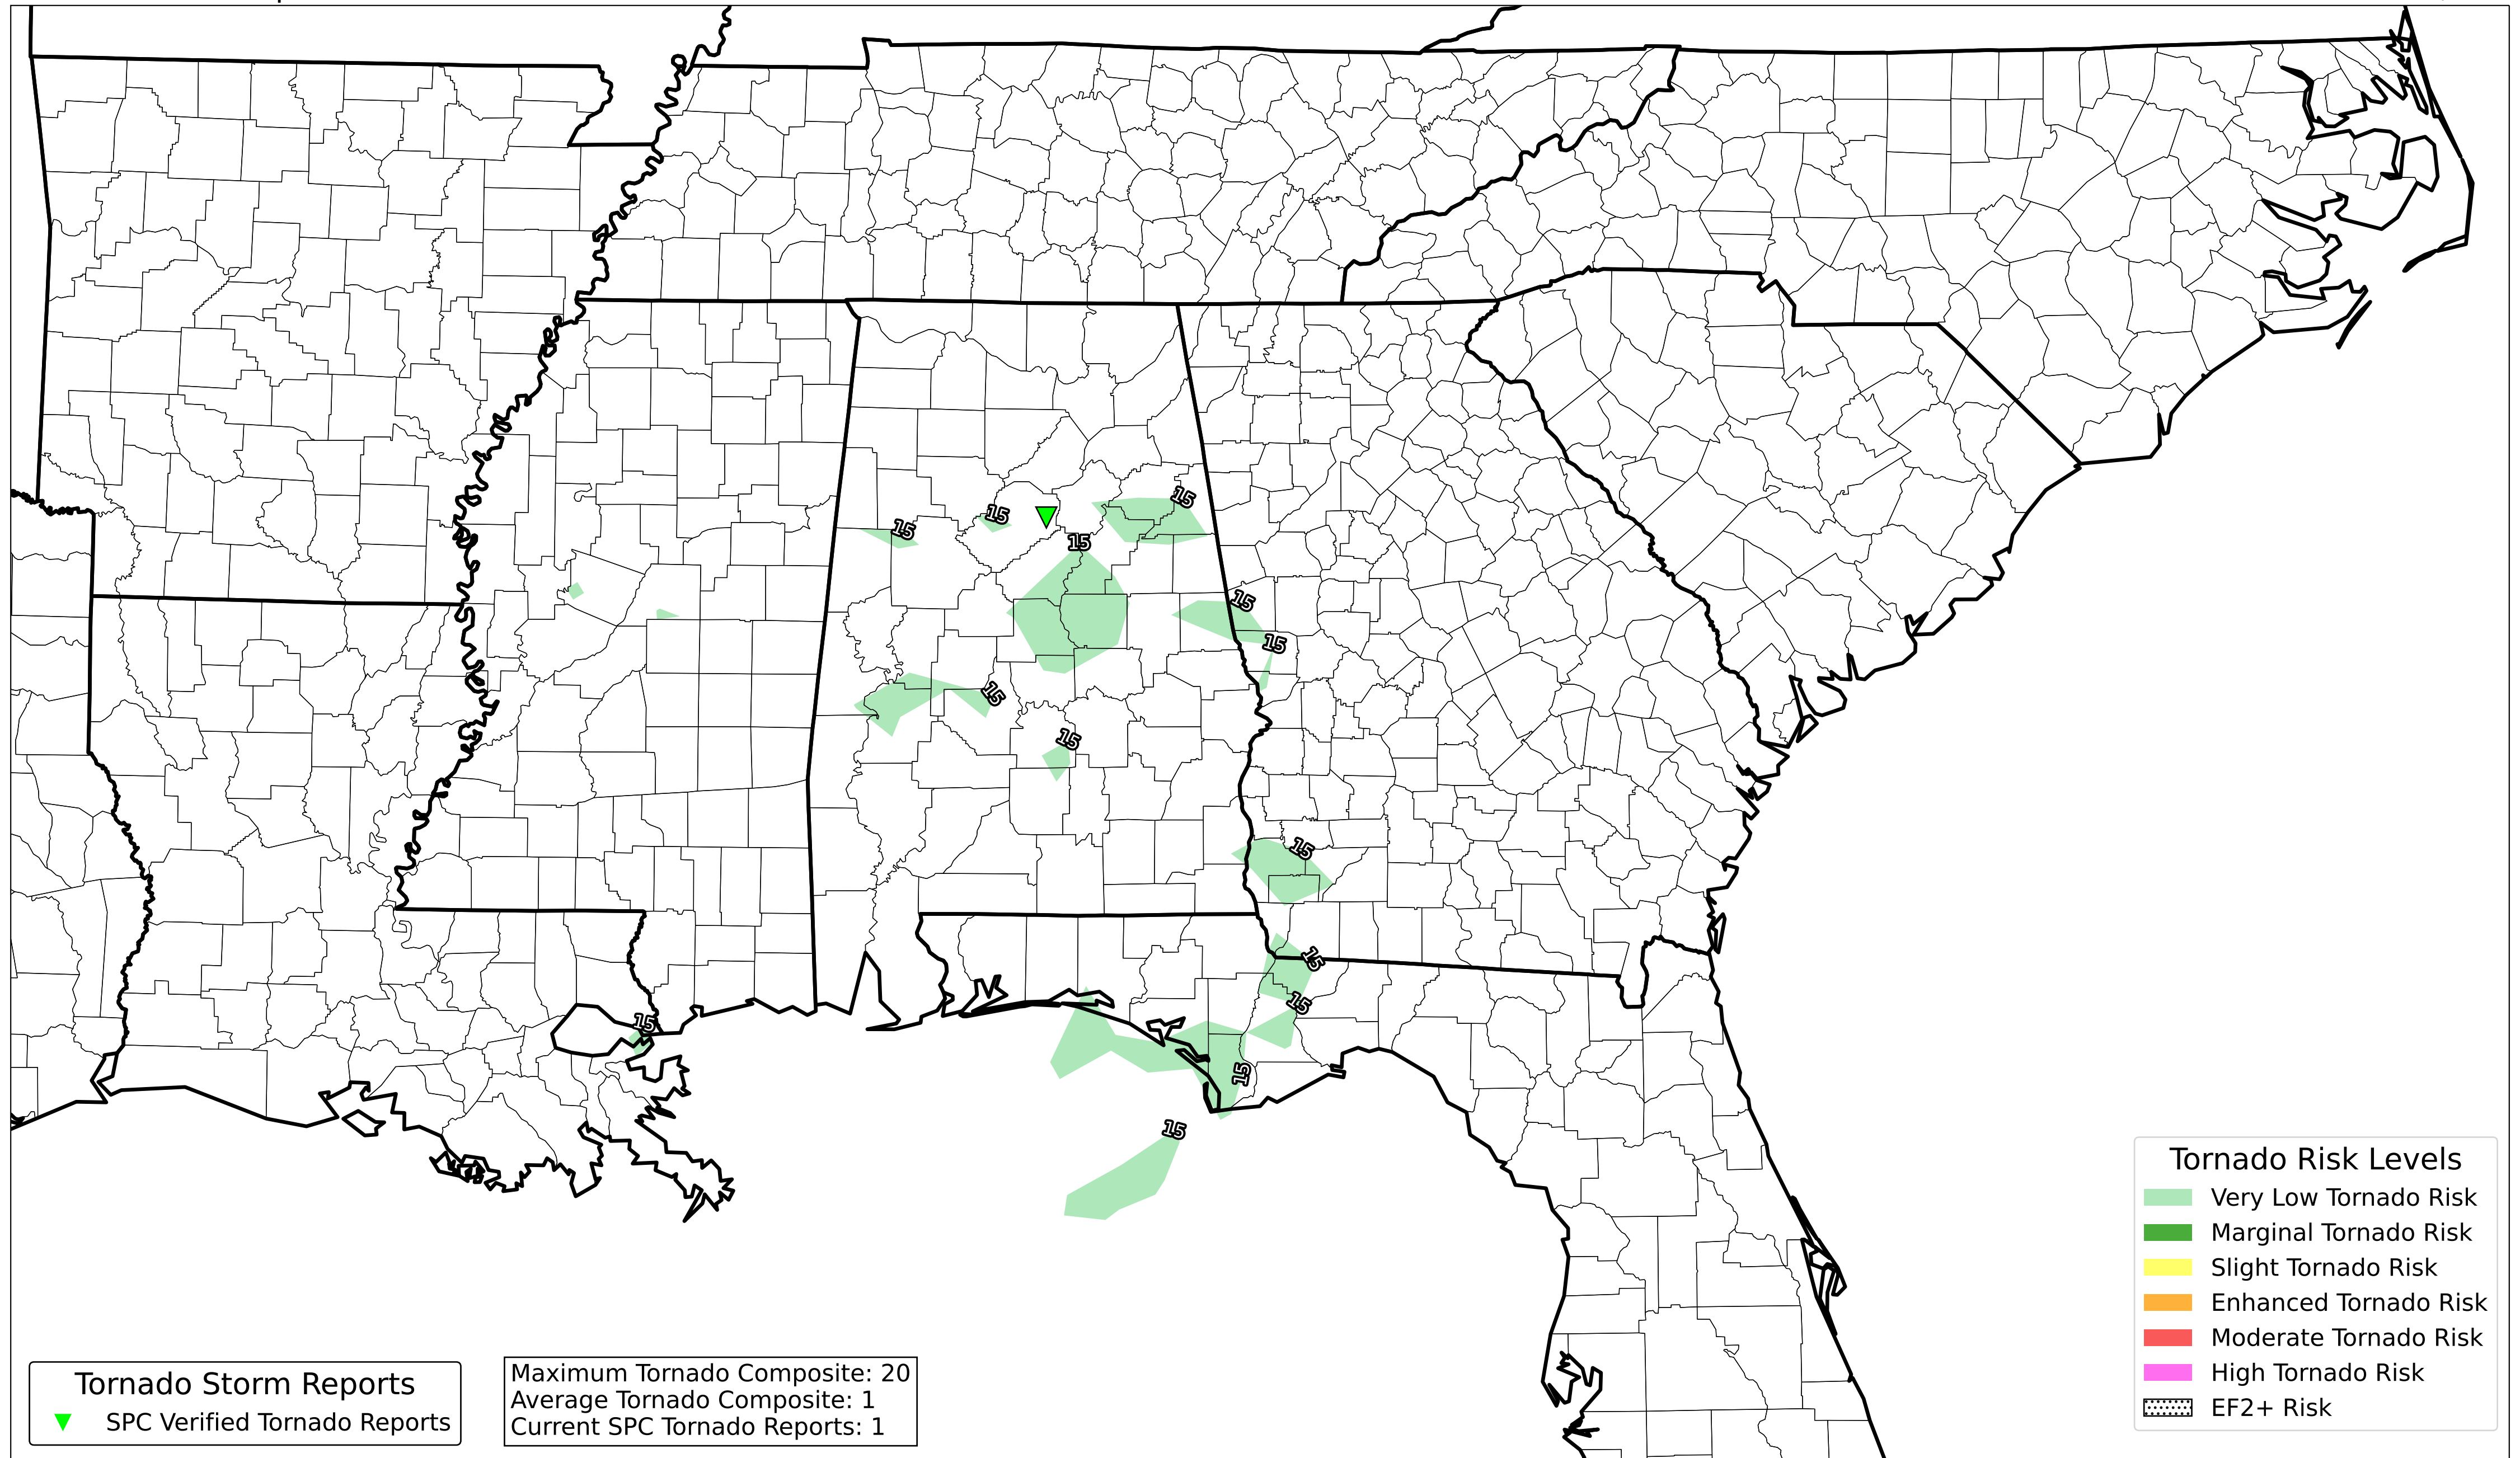 15
15
15
15
15
15
15
15
15
15
15
15
15
15
Tornado Risk Levels
Very Low Tornado Risk
Marginal Tornado Risk
Slight Tornado Risk
Enhanced Tornado Risk
Moderate Tornado Risk
High Tornado Risk
EF2+ Risk
Tornado Storm Reports
SPC Verified Tornado Reports
Maximum Tornado Composite: 20
Average Tornado Composite: 1
Current SPC Tornado Reports: 1